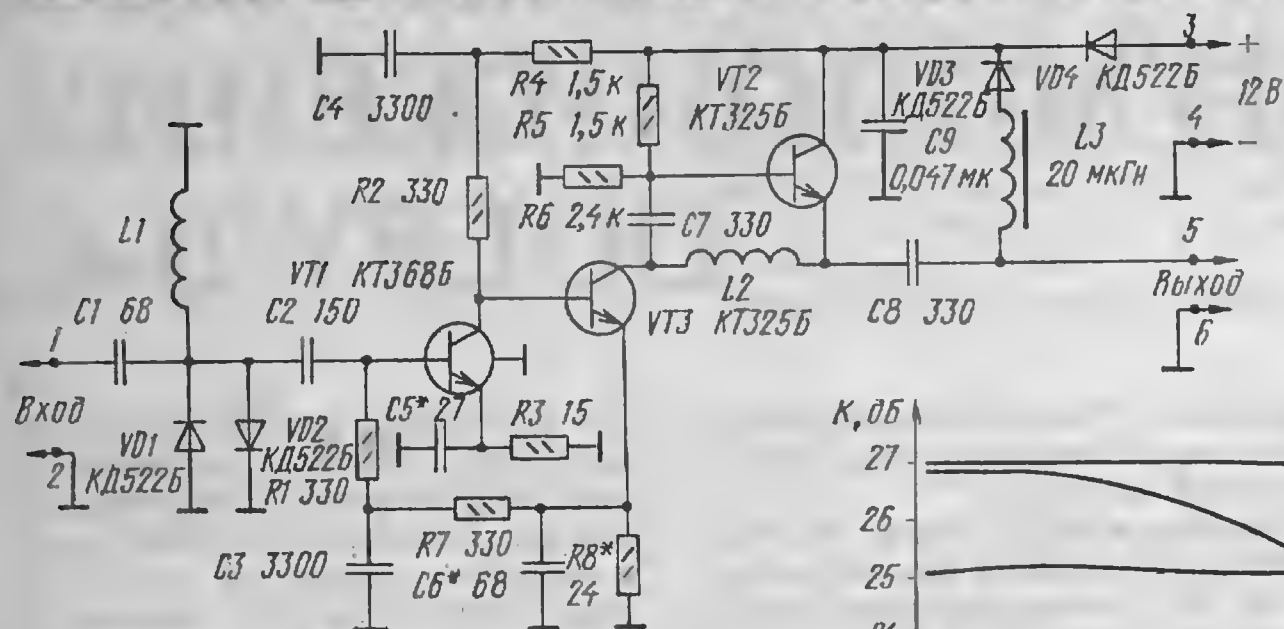 C4 3300
R4 1,5 к
R5 1,5 к
VT2
КТ325Б
VD3
КД522Б
VD4 КД522Б
3
+
12В
4
−
C9
0,047 мк
L3
20 мкГн
R2 330
R6 2,4 к
C7 330
L1
VT1 КТ368Б
C1 68
C2 150
L2
VT3 КТ325Б
C8 330
5
Выход
6
1
Вход
2
VD1
КД522Б
VD2
КД522Б
R1 330
C5* 27
R3 15
C3 3300
R7 330
C6* 68
R8*
24
К, дБ
27
26
25